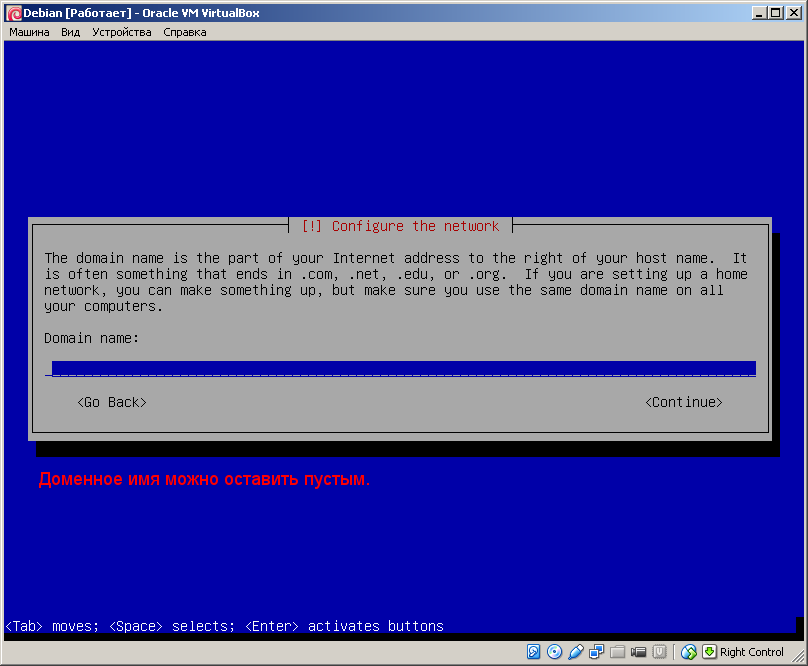 Debian [Работает] - Oracle VM VirtualBox
Машина Вид Устройства Справка
[!] Configure the network
The domain name is the part of your Internet address to the right of your host name. It
is often something that ends in .com, .net, .edu, or .org. If you are setting up a home
network, you can make something up, but make sure you use the same domain name on all
your computers.
Domain name:
<Go Back> <Continue>
Доменное имя можно оставить пустым.
<Tab> moves; <Space> selects; <Enter> activates buttons
Right Control